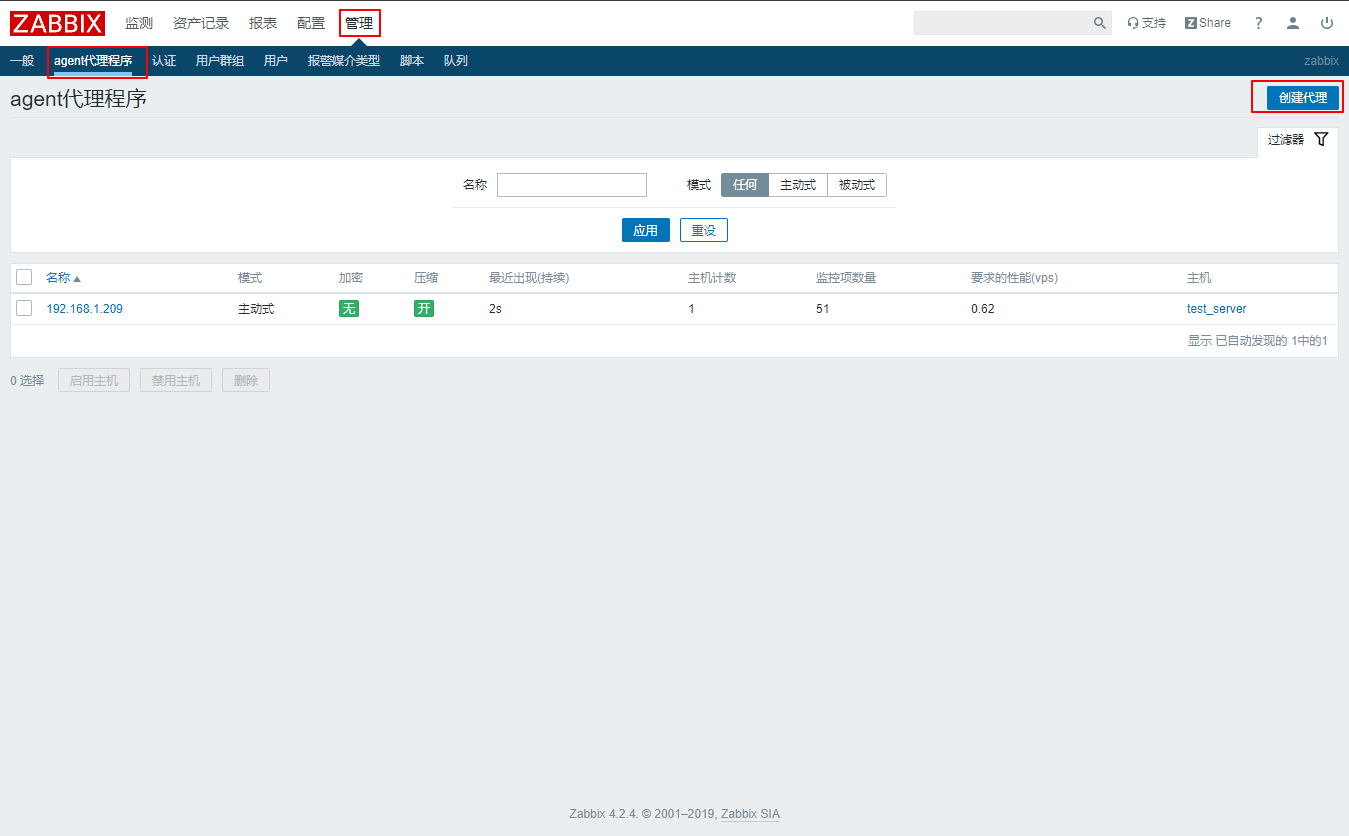 ZABBIX 监测 资产记录 报表 配置 管理 支持 Z Share ?
一般 agent代理程序 认证 用户群组 用户 报警媒介类型 脚本 队列 zabbix
agent代理程序 创建代理
过滤器
名称 模式 任何 主动式 被动式
应用 重设
名称 模式 加密 压缩 最近出现(持续) 主机计数 监控项数量 要求的性能(vps) 主机
192.168.1.209 主动式 无 开 2s 1 51 0.62 test_server
显示 已自动发现的 1中的1
0 选择 启用主机 禁用主机 删除
Zabbix 4.2.4. © 2001–2019, Zabbix SIA